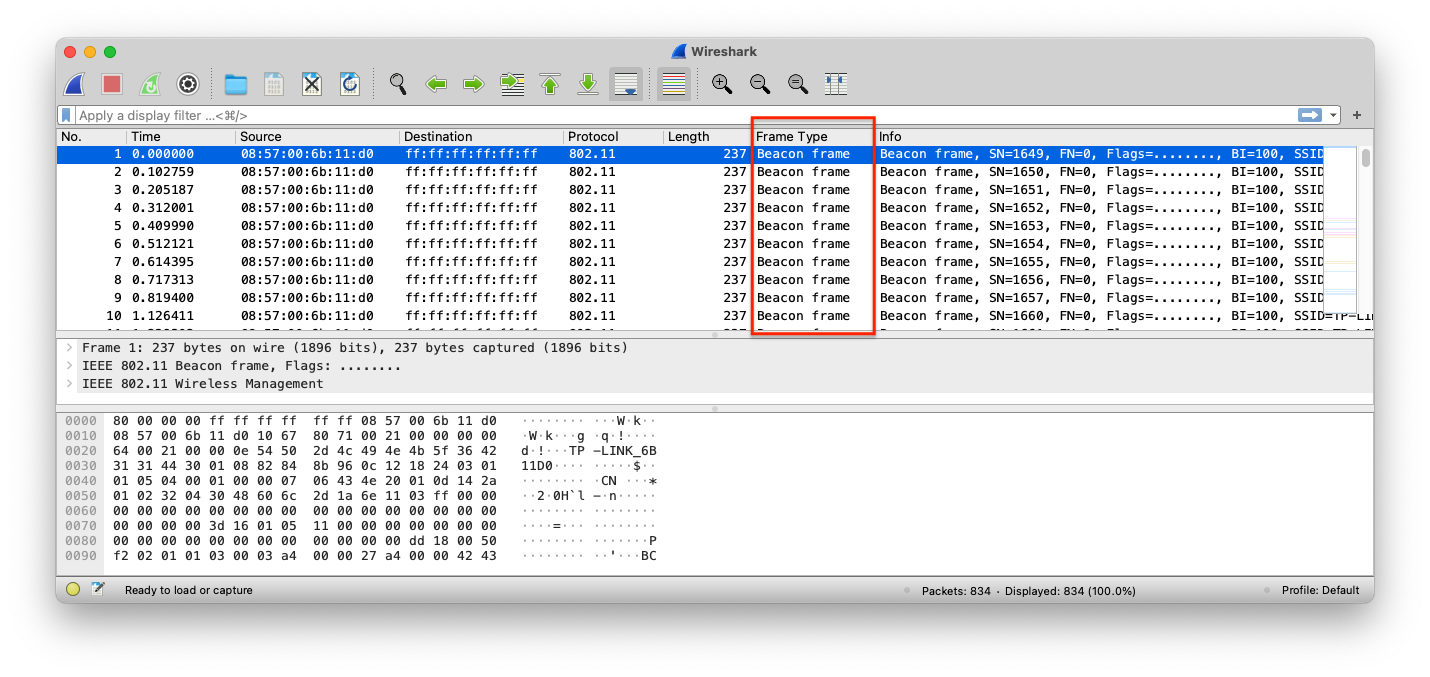 Wireshark
Apply a display filter ...<⌘/>
No. Time Source Destination Protocol Length Frame Type Info
1 0.000000 08:57:00:6b:11:d0 ff:ff:ff:ff:ff:ff 802.11 237 Beacon frame Beacon frame, SN=1649, FN=0, Flags=........, BI=100, SSID
2 0.102759 08:57:00:6b:11:d0 ff:ff:ff:ff:ff:ff 802.11 237 Beacon frame Beacon frame, SN=1650, FN=0, Flags=........, BI=100, SSID
3 0.205187 08:57:00:6b:11:d0 ff:ff:ff:ff:ff:ff 802.11 237 Beacon frame Beacon frame, SN=1651, FN=0, Flags=........, BI=100, SSID
4 0.312001 08:57:00:6b:11:d0 ff:ff:ff:ff:ff:ff 802.11 237 Beacon frame Beacon frame, SN=1652, FN=0, Flags=........, BI=100, SSID
5 0.409990 08:57:00:6b:11:d0 ff:ff:ff:ff:ff:ff 802.11 237 Beacon frame Beacon frame, SN=1653, FN=0, Flags=........, BI=100, SSID
6 0.512121 08:57:00:6b:11:d0 ff:ff:ff:ff:ff:ff 802.11 237 Beacon frame Beacon frame, SN=1654, FN=0, Flags=........, BI=100, SSID
7 0.614395 08:57:00:6b:11:d0 ff:ff:ff:ff:ff:ff 802.11 237 Beacon frame Beacon frame, SN=1655, FN=0, Flags=........, BI=100, SSID
8 0.717313 08:57:00:6b:11:d0 ff:ff:ff:ff:ff:ff 802.11 237 Beacon frame Beacon frame, SN=1656, FN=0, Flags=........, BI=100, SSID
9 0.819400 08:57:00:6b:11:d0 ff:ff:ff:ff:ff:ff 802.11 237 Beacon frame Beacon frame, SN=1657, FN=0, Flags=........, BI=100, SSID
10 1.126411 08:57:00:6b:11:d0 ff:ff:ff:ff:ff:ff 802.11 237 Beacon frame Beacon frame, SN=1660, FN=0, Flags=........, BI=100, SSID=TP-LIN
Frame 1: 237 bytes on wire (1896 bits), 237 bytes captured (1896 bits)
IEEE 802.11 Beacon frame, Flags: ........
IEEE 802.11 Wireless Management
0000 80 00 00 00 ff ff ff ff ff ff 08 57 00 6b 11 d0 ········ ···W·k··
0010 08 57 00 6b 11 d0 10 67 80 71 00 21 00 00 00 00 ·W·k···g ·q·!····
0020 64 00 21 00 00 0e 54 50 2d 4c 49 4e 4b 5f 36 42 d·!···TP -LINK_6B
0030 31 31 44 30 01 08 82 84 8b 96 0c 12 18 24 03 01 11D0···· ·····$··
0040 01 05 04 00 01 00 00 07 06 43 4e 20 01 0d 14 2a ········ ·CN ···*
0050 01 02 32 04 30 48 60 6c 2d 1a 6e 11 03 ff 00 00 ··2·0H`l -·n·····
0060 00 00 00 00 00 00 00 00 00 00 00 00 00 00 00 00 ········ ········
0070 00 00 00 00 3d 16 01 05 11 00 00 00 00 00 00 00 ····=··· ········
0080 00 00 00 00 00 00 00 00 00 00 00 00 dd 18 00 50 ········ ·······P
0090 f2 02 01 01 03 00 03 a4 00 00 27 a4 00 00 42 43 ········ ··'···BC
Ready to load or capture Packets: 834 · Displayed: 834 (100.0%) Profile: Default